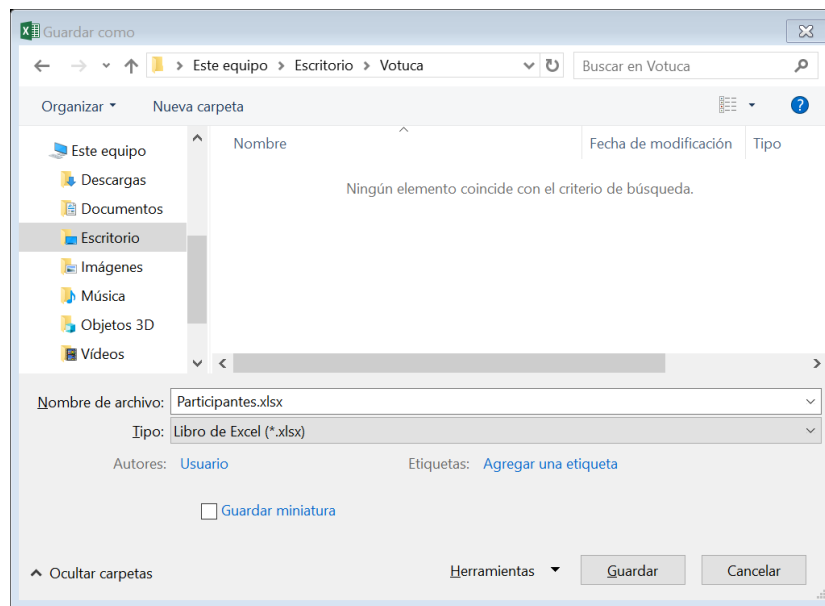 Guardar como
Este equipo > Escritorio > Votuca
Buscar en Votuca
Organizar
Nueva carpeta
?
Este equipo
Descargas
Documentos
Escritorio
Imágenes
Música
Objetos 3D
Vídeos
Nombre
Fecha de modificación
Tipo
Ningún elemento coincide con el criterio de búsqueda.
Nombre de archivo: Participantes.xlsx
Tipo: Libro de Excel (*.xlsx)
Autores: Usuario
Etiquetas: Agregar una etiqueta
Guardar miniatura
Ocultar carpetas
Herramientas
Guardar
Cancelar